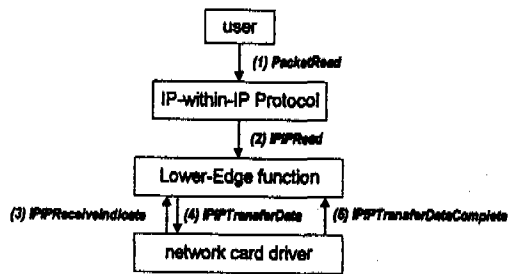 user
(1) PacketRead
IP-within-IP Protocol
(2) IPIPRead
Lower-Edge function
(3) IPIPReceiveIndicate
(4) IPIPTransferData
(5) IPIPTransferDataComplete
network card driver